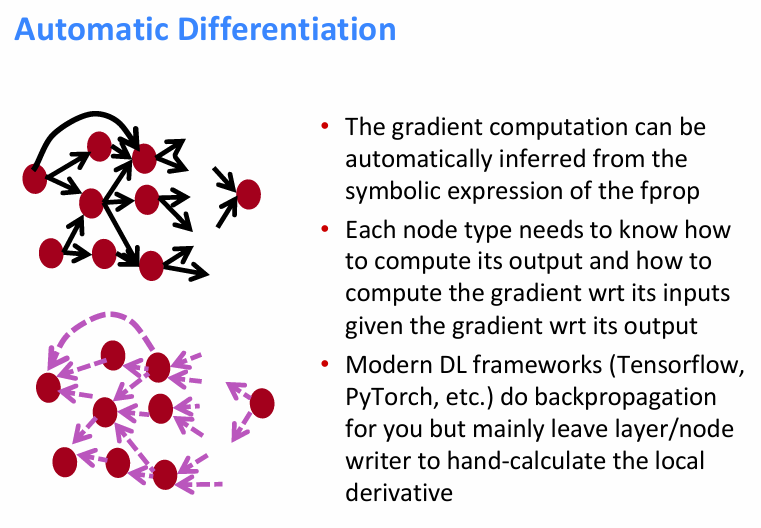 Automatic Differentiation
• The gradient computation can be
automatically inferred from the
symbolic expression of the fprop
• Each node type needs to know how
to compute its output and how to
compute the gradient wrt its inputs
given the gradient wrt its output
• Modern DL frameworks (Tensorflow,
PyTorch, etc.) do backpropagation
for you but mainly leave layer/node
writer to hand-calculate the local
derivative